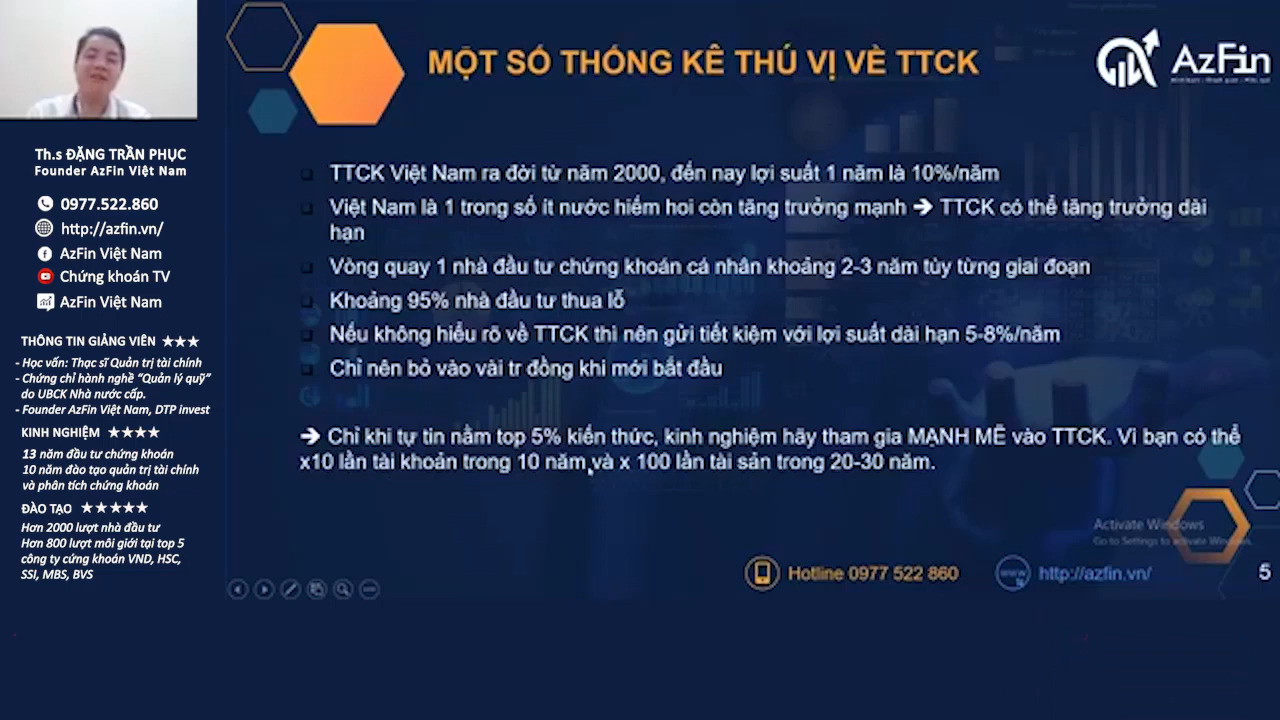 Th.s ĐẶNG TRẦN PHỤC
Founder AzFin Việt Nam
0977.522.860
http://azfin.vn/
AzFin Việt Nam
Chứng khoán TV
AzFin Việt Nam
THÔNG TIN GIẢNG VIÊN ★★★
- Học vấn: Thạc sĩ Quản trị tài chính
- Chứng chỉ hành nghề "Quản lý quỹ"
do UBCK Nhà nước cấp.
- Founder AzFin Việt Nam, DTP invest
KINH NGHIỆM ★★★★
13 năm đầu tư chứng khoán
10 năm đào tạo quản trị tài chính
và phân tích chứng khoán
ĐÀO TẠO ★★★★★
Hơn 2000 lượt nhà đầu tư
Hơn 800 lượt môi giới tại top 5
công ty cứng khoán VND, HSC,
SSI, MBS, BVS
MỘT SỐ THỐNG KÊ THÚ VỊ VỀ TTCK
AzFin
TTCK Việt Nam ra đời từ năm 2000, đến nay lợi suất 1 năm là 10%/năm
Việt Nam là 1 trong số ít nước hiếm hoi còn tăng trưởng mạnh ➔ TTCK có thể tăng trưởng dài
hạn
Vòng quay 1 nhà đầu tư chứng khoán cá nhân khoảng 2-3 năm tùy từng giai đoạn
Khoảng 95% nhà đầu tư thua lỗ
Nếu không hiểu rõ về TTCK thì nên gửi tiết kiệm với lợi suất dài hạn 5-8%/năm
Chỉ nên bỏ vào vài tr đồng khi mới bắt đầu
➔ Chỉ khi tự tin nằm top 5% kiến thức, kinh nghiệm hãy tham gia MẠNH MẼ vào TTCK. Vì bạn có thể
x10 lần tài khoản trong 10 năm và x 100 lần tài sản trong 20-30 năm.
Activate Windows
Go to Settings to activate Windows.
Hotline 0977 522 860
www
http://azfin.vn/
5